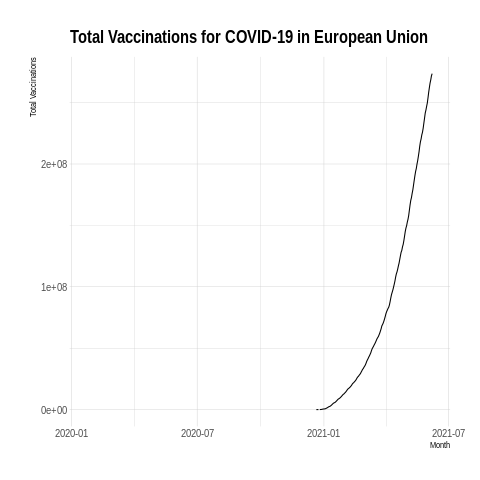 Total Vaccinations for COVID-19 in European Union
Total Vaccinations
2e+08
1e+08
0e+00
2020-01 2020-07 2021-01 2021-07
Month